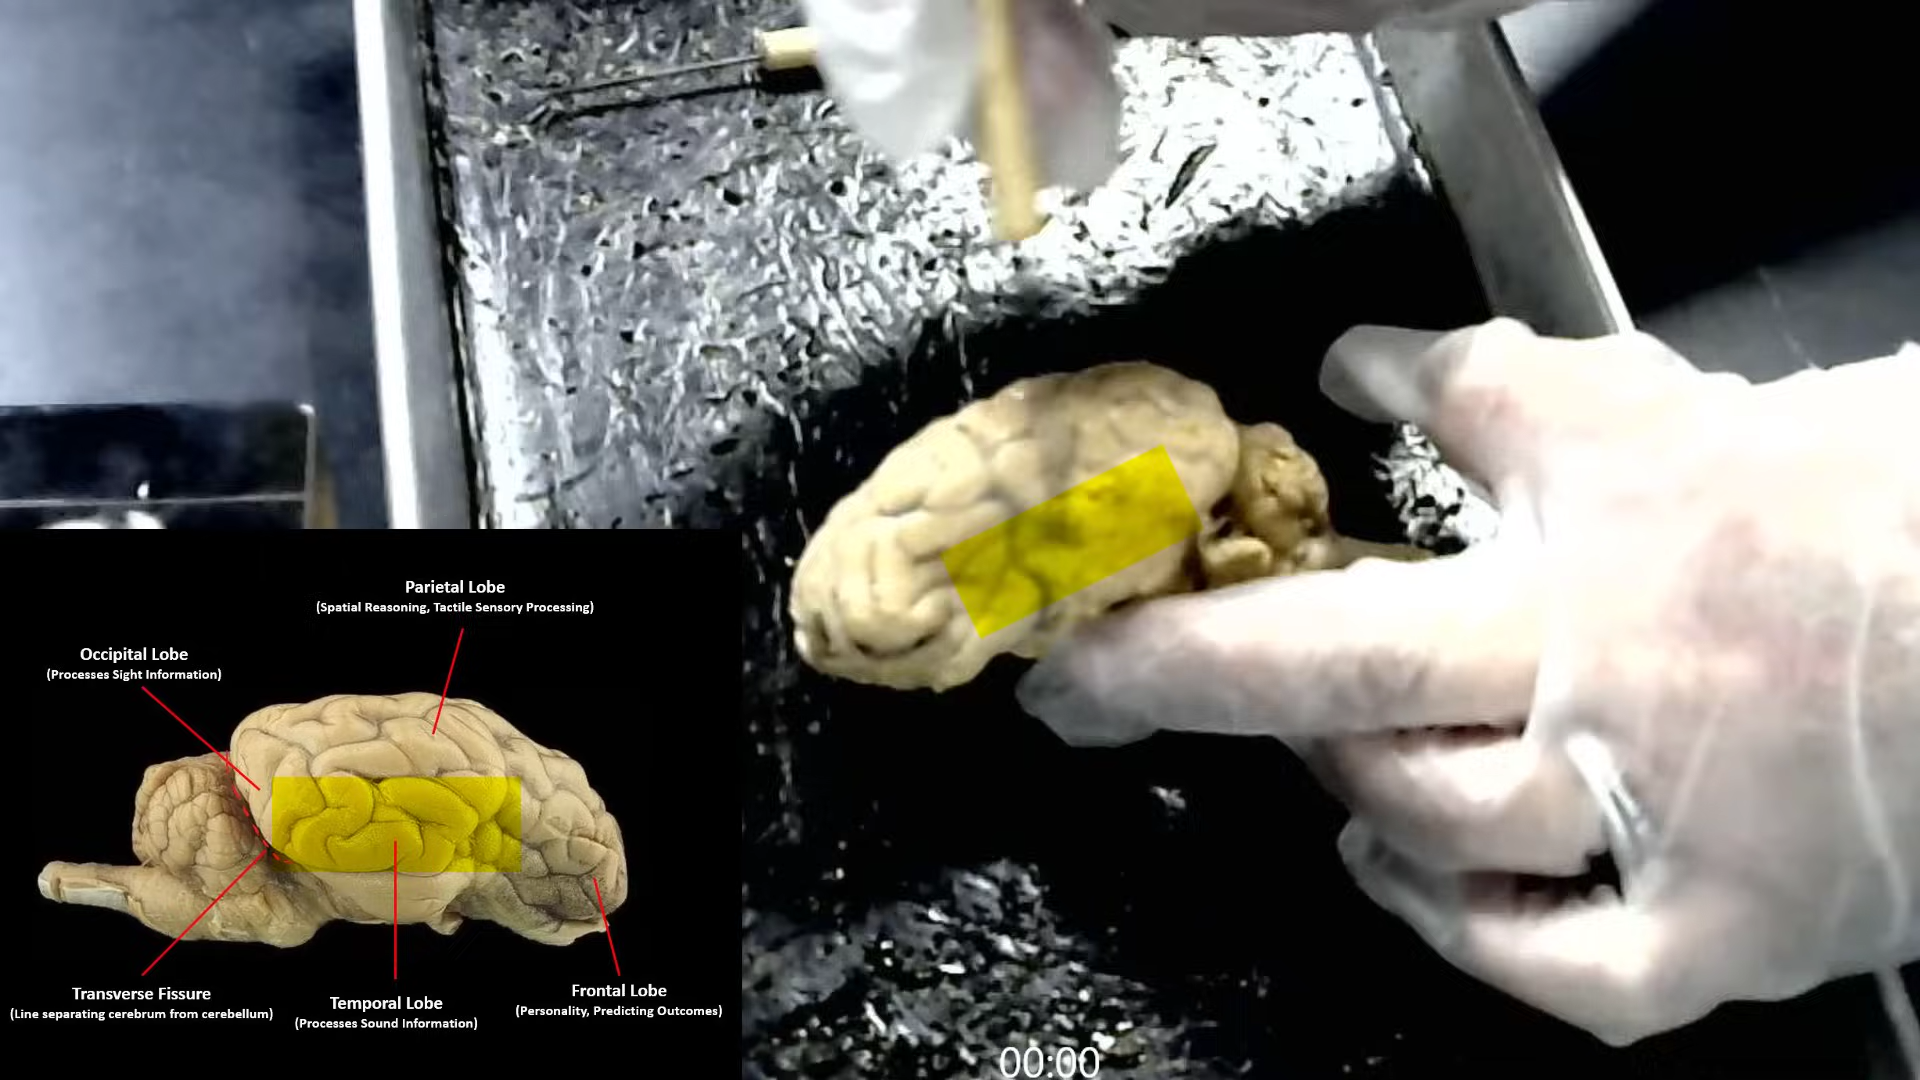 Parietal Lobe
(Spatial Reasoning, Tactile Sensory Processing)
Occipital Lobe
(Processes Sight Information)
Transverse Fissure
(Line separating cerebrum from cerebellum)
Temporal Lobe
(Processes Sound Information)
Frontal Lobe
(Personality, Predicting Outcomes)
00:00